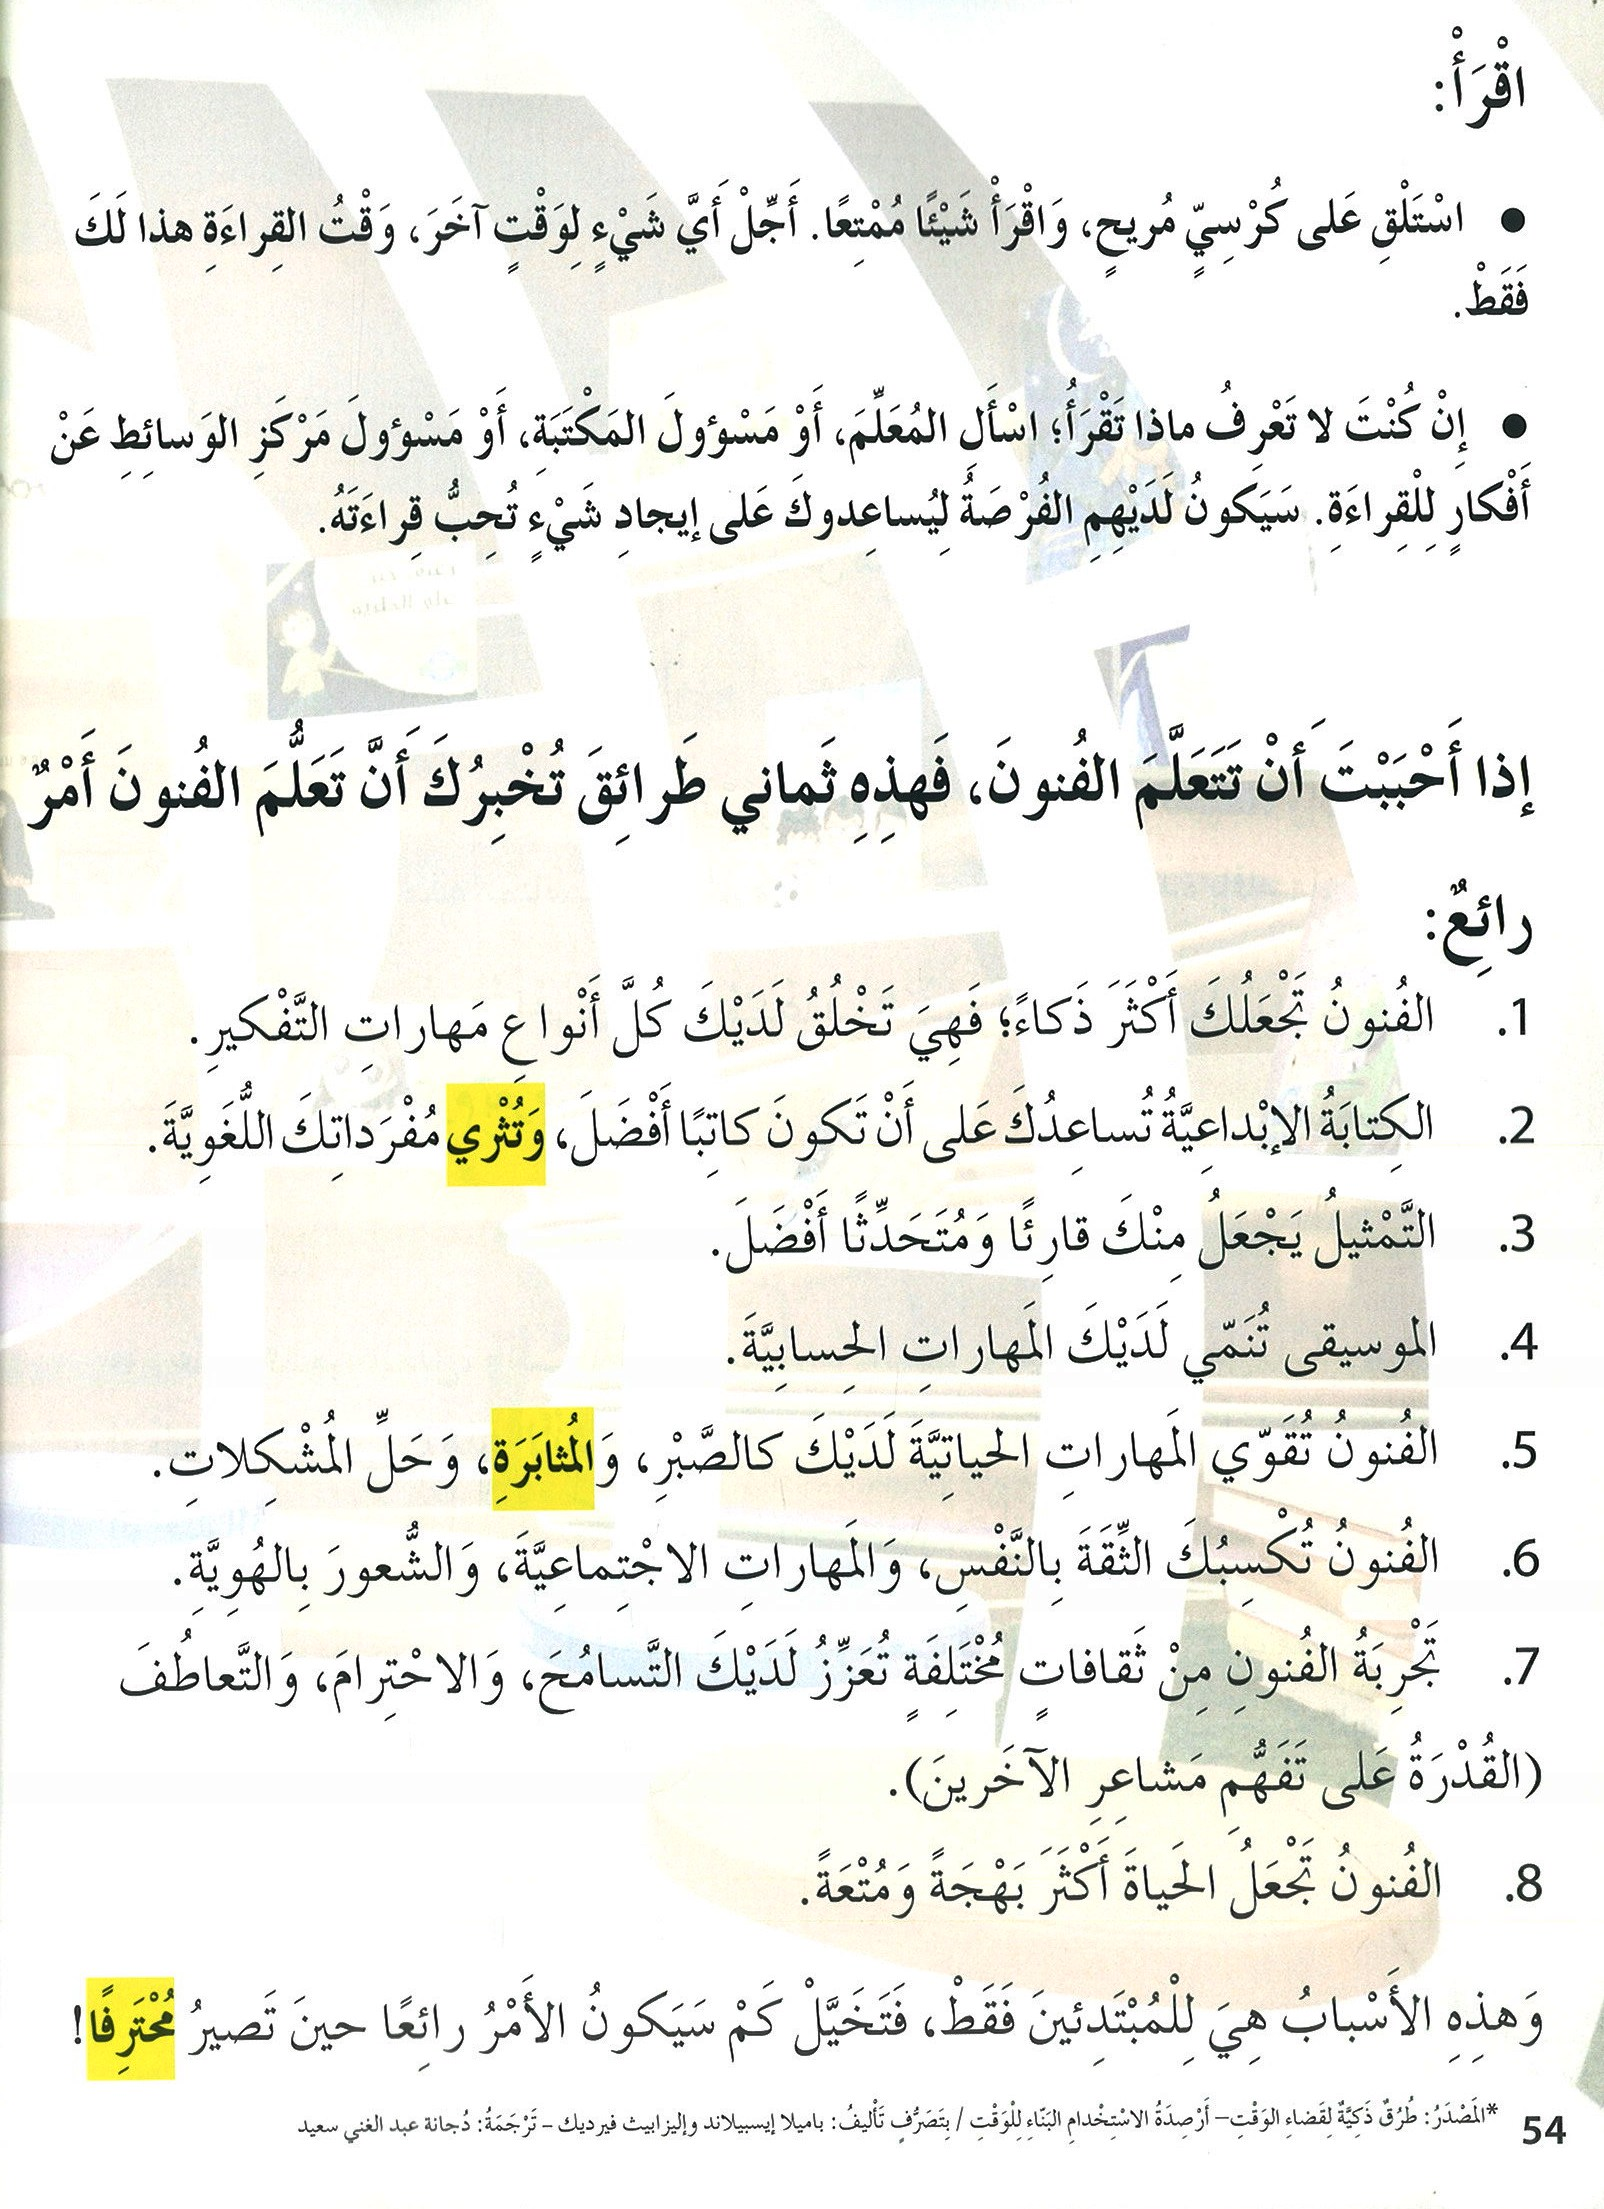 اقْرَأْ:
● اسْتَلْقِ عَلى كُرْسِيٍّ مُريحٍ، وَاقْرَأْ شَيْئًا مُمْتِعًا. أَجِّلْ أَيَّ شَيْءٍ لِوَقْتٍ آخَرَ، وَقْتُ القِراءَةِ هذا لَكَ
فَقَطْ.
● إِنْ كُنْتَ لا تَعْرِفُ ماذا تَقْرَأُ؛ اسْأَلِ المُعَلِّمَ، أَوْ مَسْؤولَ المَكْتَبَةِ، أَوْ مَسْؤولَ مَرْكَزِ الوَسائِطِ عَنْ
أَفْكارٍ لِلْقِراءَةِ. سَيَكونُ لَدَيْهِمِ الفُرْصَةُ لِيُساعِدوكَ عَلى إيجادِ شَيْءٍ تُحِبُّ قِراءَتَهُ.
إذا أَحْبَبْتَ أَنْ تَتَعَلَّمَ الفُنونَ، فَهذِهِ ثَماني طَرائِقَ تُخْبِرُكَ أَنَّ تَعَلُّمَ الفُنونَ أَمْرٌ
رائِعٌ:
1. الفُنونُ تَجْعَلُكَ أَكْثَرَ ذَكاءً؛ فَهِيَ تَخْلُقُ لَدَيْكَ كُلَّ أَنْواعِ مَهاراتِ التَّفْكيرِ.
2. الكِتابَةُ الإبْداعِيَّةُ تُساعِدُكَ عَلى أَنْ تَكونَ كاتِبًا أَفْضَلَ، وَتُثْري مُفْرَداتِكَ اللُّغَوِيَّةَ.
3. التَّمْثيلُ يَجْعَلُ مِنْكَ قارِئًا وَمُتَحَدِّثًا أَفْضَلَ.
4. الموسيقى تُنَمّي لَدَيْكَ المَهاراتِ الحِسابِيَّةَ.
5. الفُنونُ تُقَوّي المَهاراتِ الحياتِيَّةَ لَدَيْكَ كالصَّبْرِ، وَالمُثابَرَةِ، وَحَلِّ المُشْكِلاتِ.
6. الفُنونُ تُكْسِبُكَ الثِّقَةَ بِالنَّفْسِ، وَالمَهاراتِ الاجْتِماعِيَّةَ، وَالشُّعورَ بِالهُوِيَّةِ.
7. تَجْرِبَةُ الفُنونِ مِنْ ثَقافاتٍ مُخْتَلِفَةٍ تُعَزِّزُ لَدَيْكَ التَّسامُحَ، وَالاحْتِرامَ، وَالتَّعاطُفَ
(القُدْرَةُ عَلى تَفَهُّمِ مَشاعِرِ الآخَرينَ).
8. الفُنونُ تَجْعَلُ الحَياةَ أَكْثَرَ بَهْجَةً وَمُتْعَةً.
وَهذِهِ الأَسْبابُ هِيَ لِلْمُبْتَدِئينَ فَقَطْ، فَتَخَيَّلْ كَمْ سَيَكونُ الأَمْرُ رائِعًا حينَ تَصيرُ مُحْتَرِفًا!
*المَصْدَرُ: طُرُقٌ ذَكِيَّةٌ لِقَضاءِ الوَقْتِ- أَرْصِدَةُ الاسْتِخْدامِ البَنّاءِ لِلْوَقْتِ / بِتَصَرُّفٍ تَأْليفُ: باميلا إيسبيلاند وإليزابيث فيرديك - تَرْجَمَةُ: دُجانة عبد الغني سعيد
54